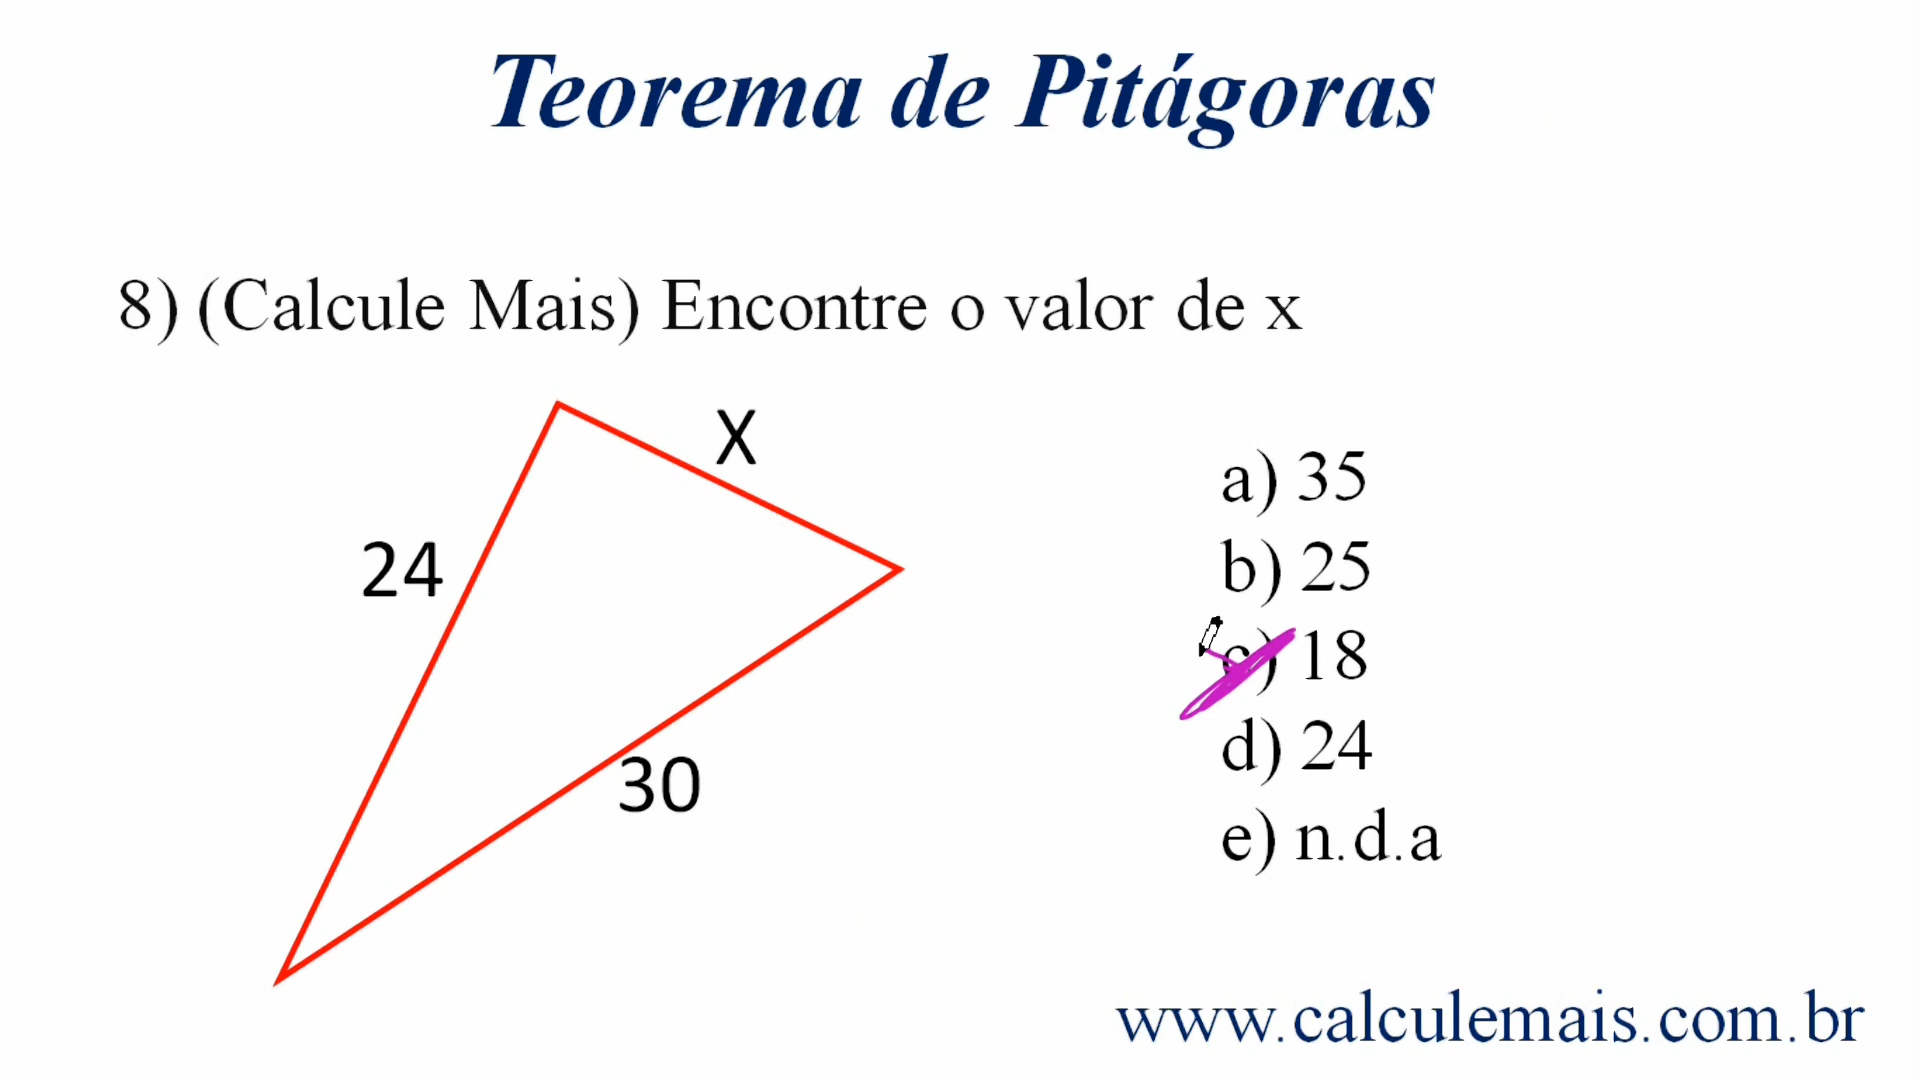 Teorema de Pitágoras
8) (Calcule Mais) Encontre o valor de x
X
24
30
a) 35
b) 25
c) 18
d) 24
e) n.d.a
www.calculemais.com.br